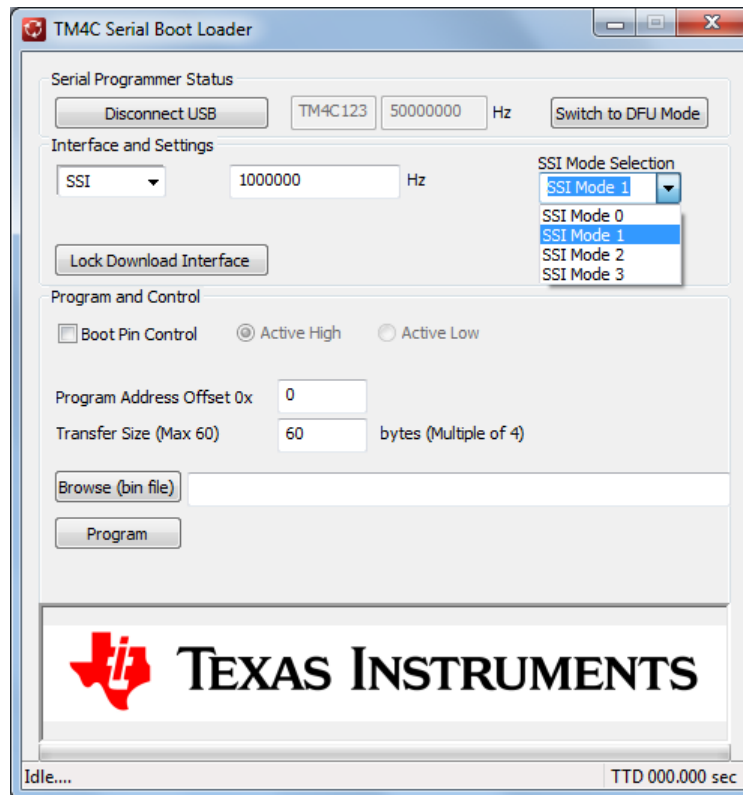 TM4C Serial Boot Loader
Serial Programmer Status
Disconnect USB TM4C123 50000000 Hz Switch to DFU Mode
Interface and Settings
SSI Mode Selection
SSI 1000000 Hz SSI Mode 1
SSI Mode 0
SSI Mode 1
SSI Mode 2
SSI Mode 3
Lock Download Interface
Program and Control
Boot Pin Control Active High Active Low
Program Address Offset 0x 0
Transfer Size (Max 60) 60 bytes (Multiple of 4)
Browse (bin file)
Program
TEXAS INSTRUMENTS
Idle.... TTD 000.000 sec